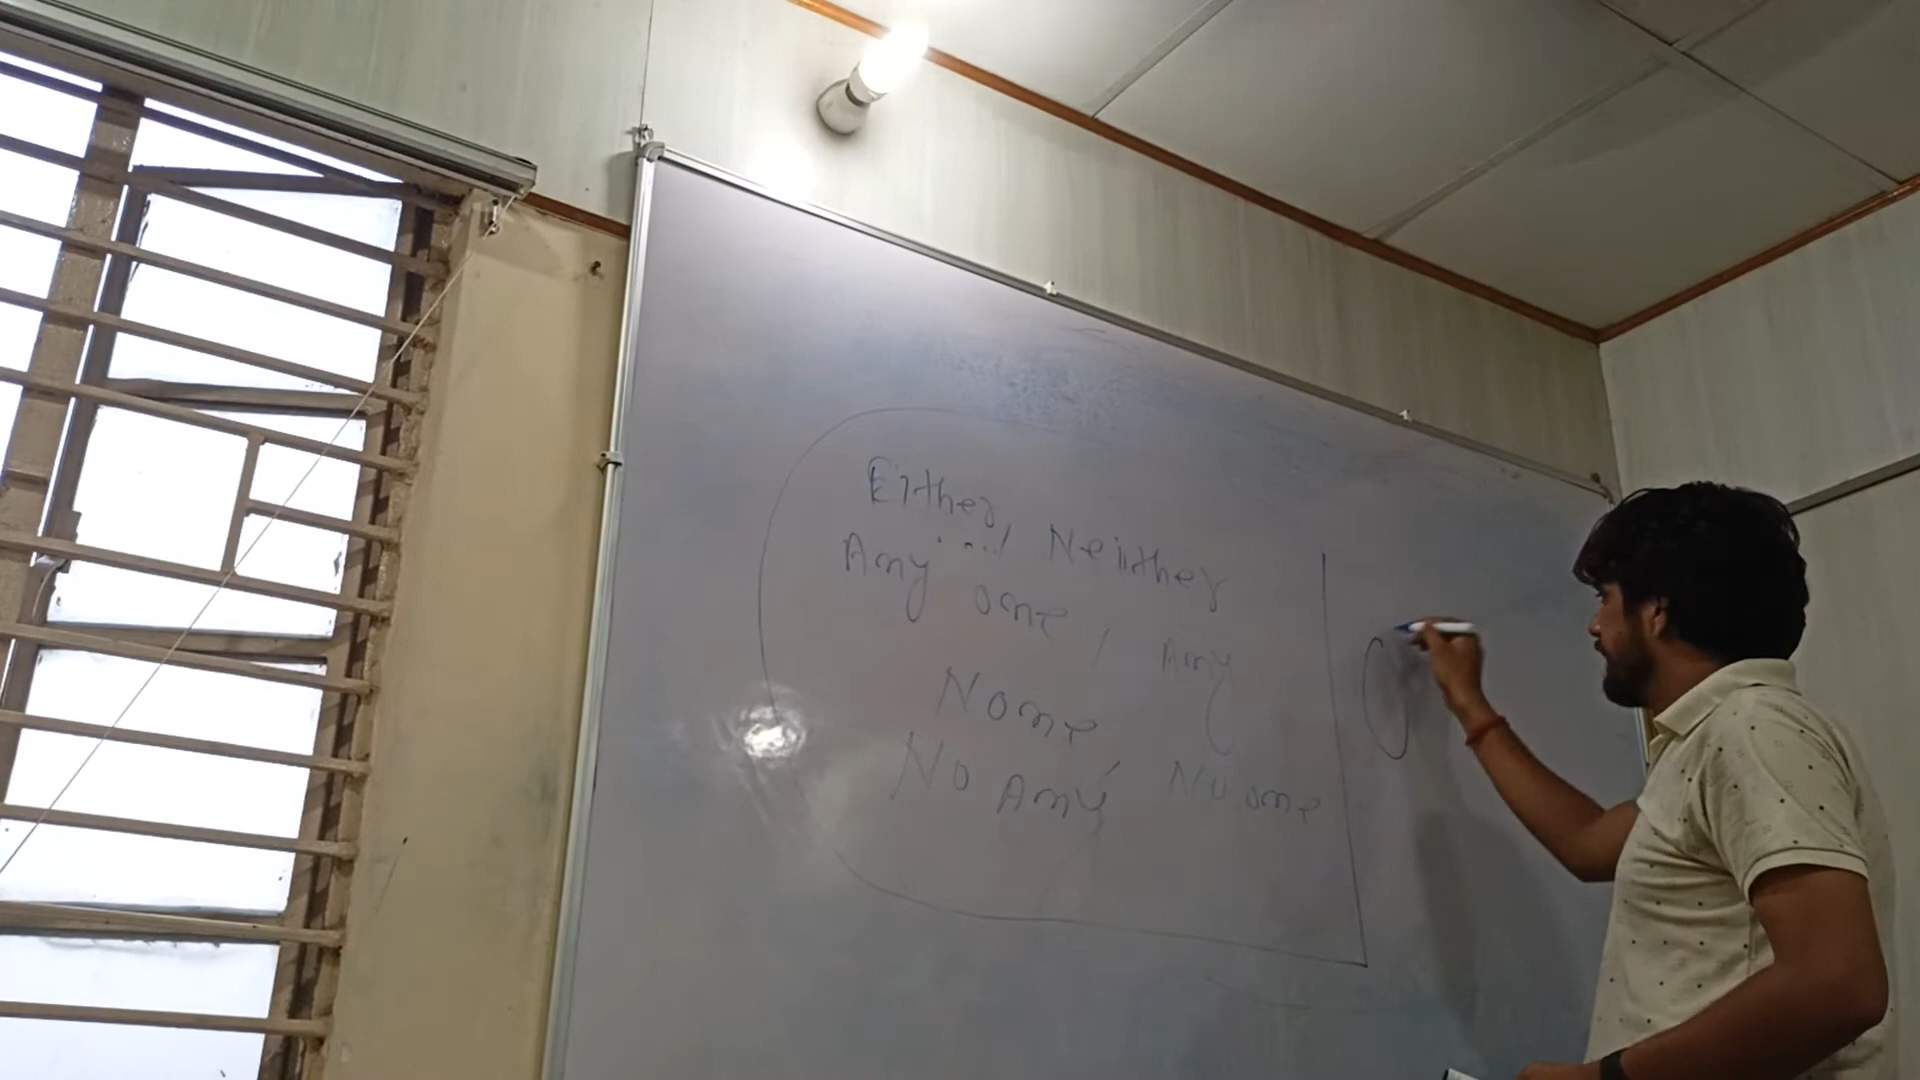 Either, Neither
Any one, Any
None
No Any, No one